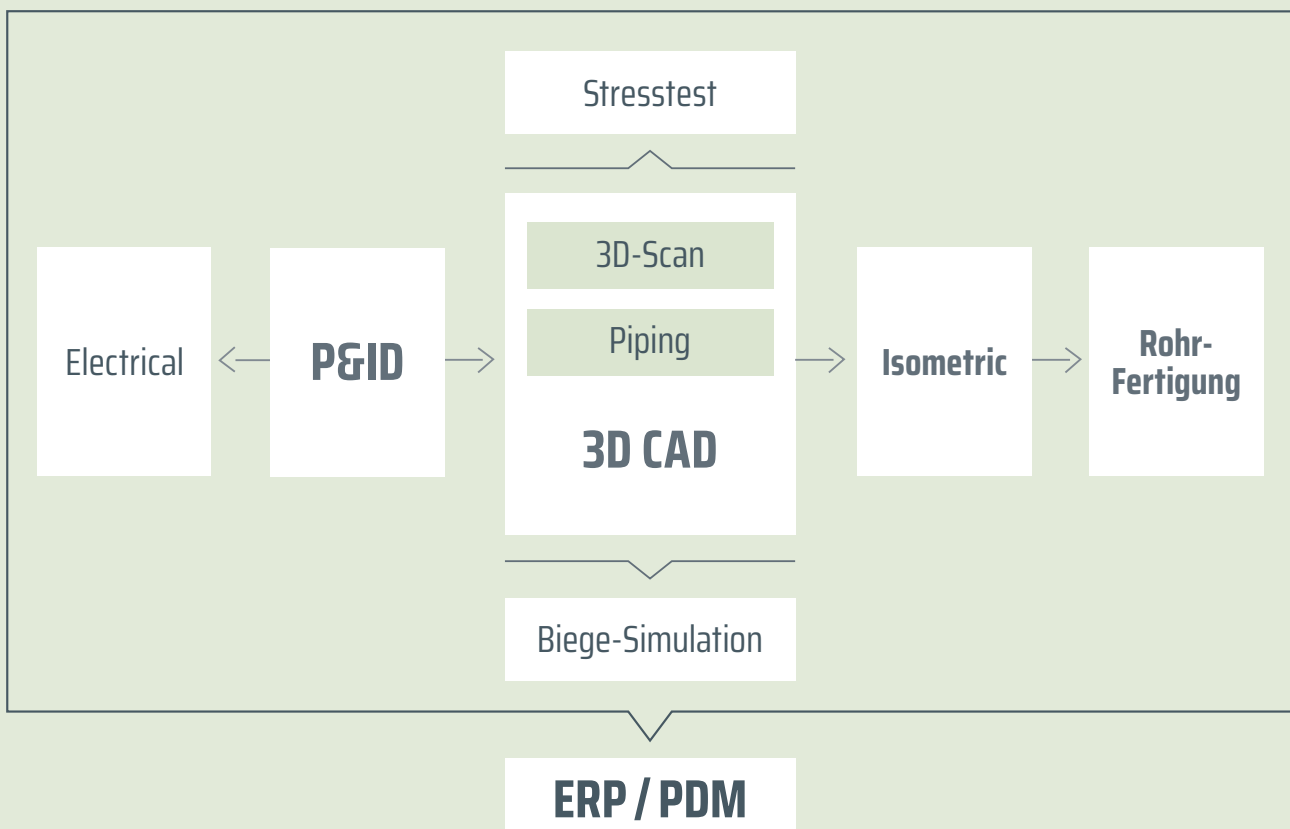 Stresstest
3D-Scan
Piping
3D CAD
Electrical
P&ID
Isometric
Rohr-
Fertigung
Biege-Simulation
ERP / PDM